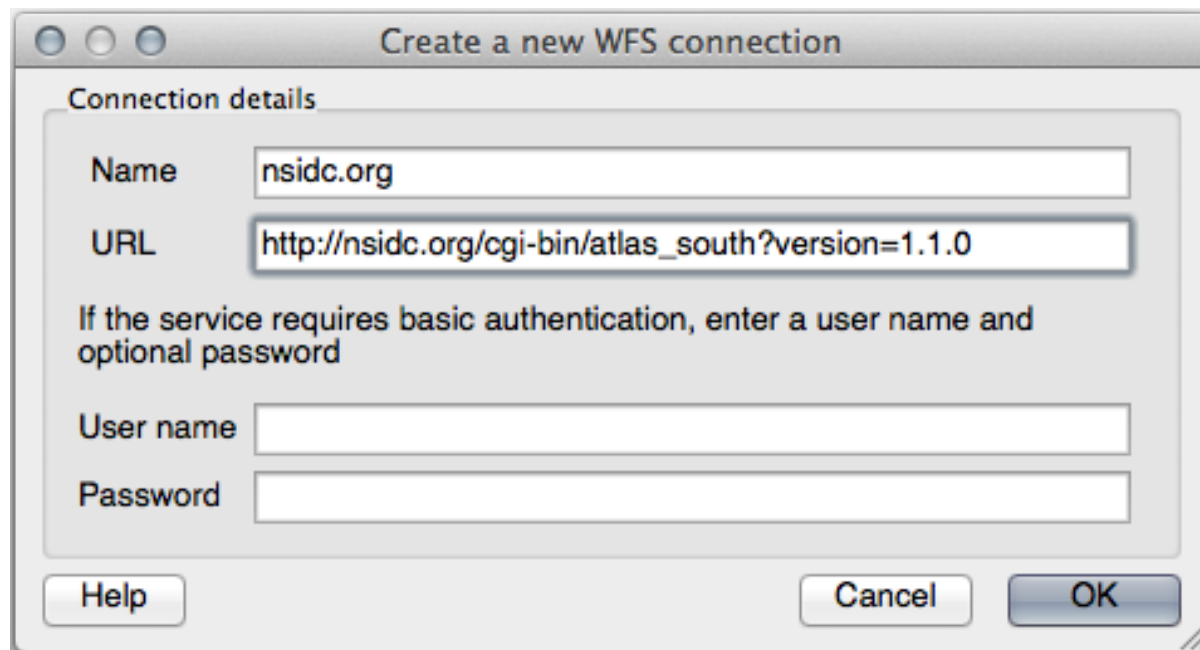 Create a new WFS connection
Connection details
Name nsidc.org
URL http://nsidc.org/cgi-bin/atlas_south?version=1.1.0
If the service requires basic authentication, enter a user name and
optional password
User name
Password
Help Cancel OK